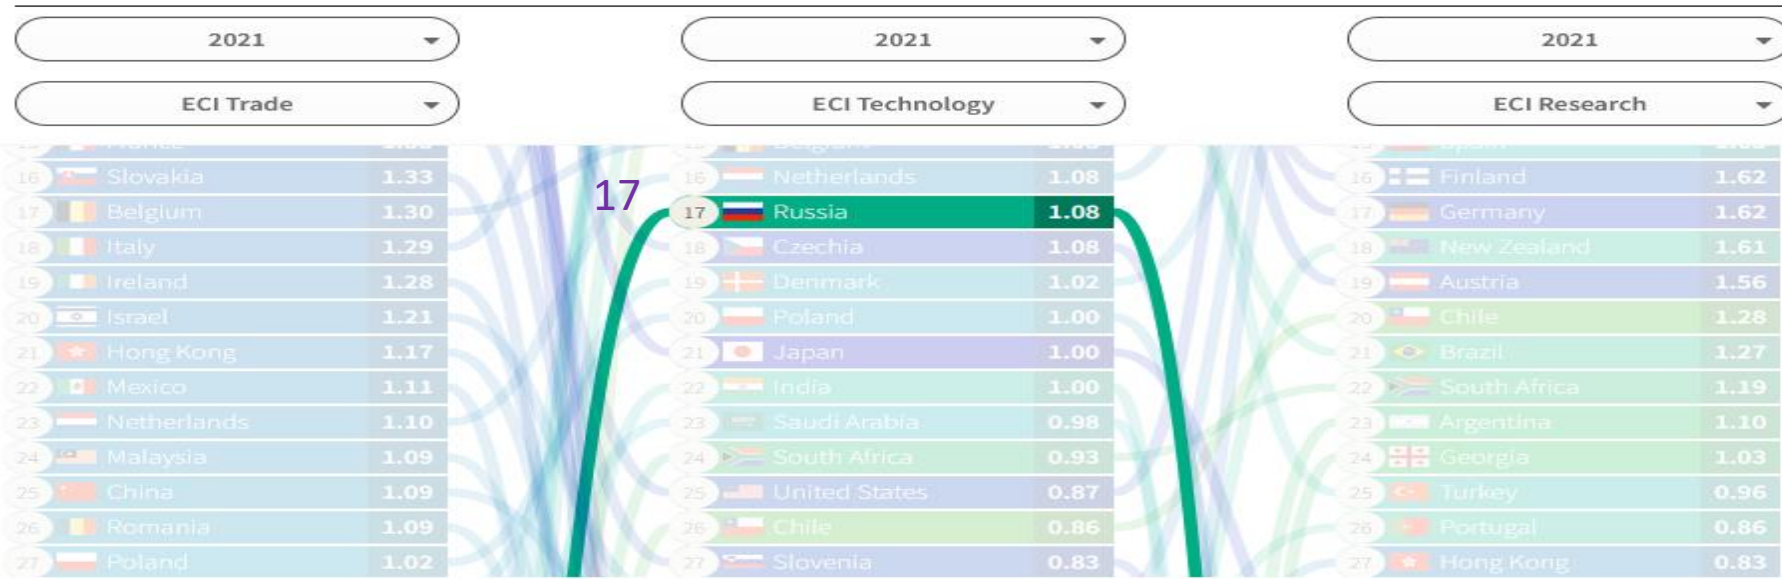 2021 2021 2021
ECI Trade ECI Technology ECI Research
16 Slovakia 1.33 16 Netherlands 1.08 16 Finland 1.62
17
17 Belgium 1.30 17 Russia 1.08 17 Germany 1.62
18 Italy 1.29 18 Czechia 1.08 18 New Zealand 1.61
19 Ireland 1.28 19 Denmark 1.02 19 Austria 1.56
20 Israel 1.21 20 Poland 1.00 20 Chile 1.28
21 Hong Kong 1.17 21 Japan 1.00 21 Brazil 1.27
22 Mexico 1.11 22 India 1.00 22 South Africa 1.19
23 Netherlands 1.10 23 Saudi Arabia 0.98 23 Argentina 1.10
24 Malaysia 1.09 24 South Africa 0.93 24 Georgia 1.03
25 China 1.09 25 United States 0.87 25 Turkey 0.96
26 Romania 1.09 26 Chile 0.86 26 Portugal 0.86
27 Poland 1.02 27 Slovenia 0.83 27 Hong Kong 0.83